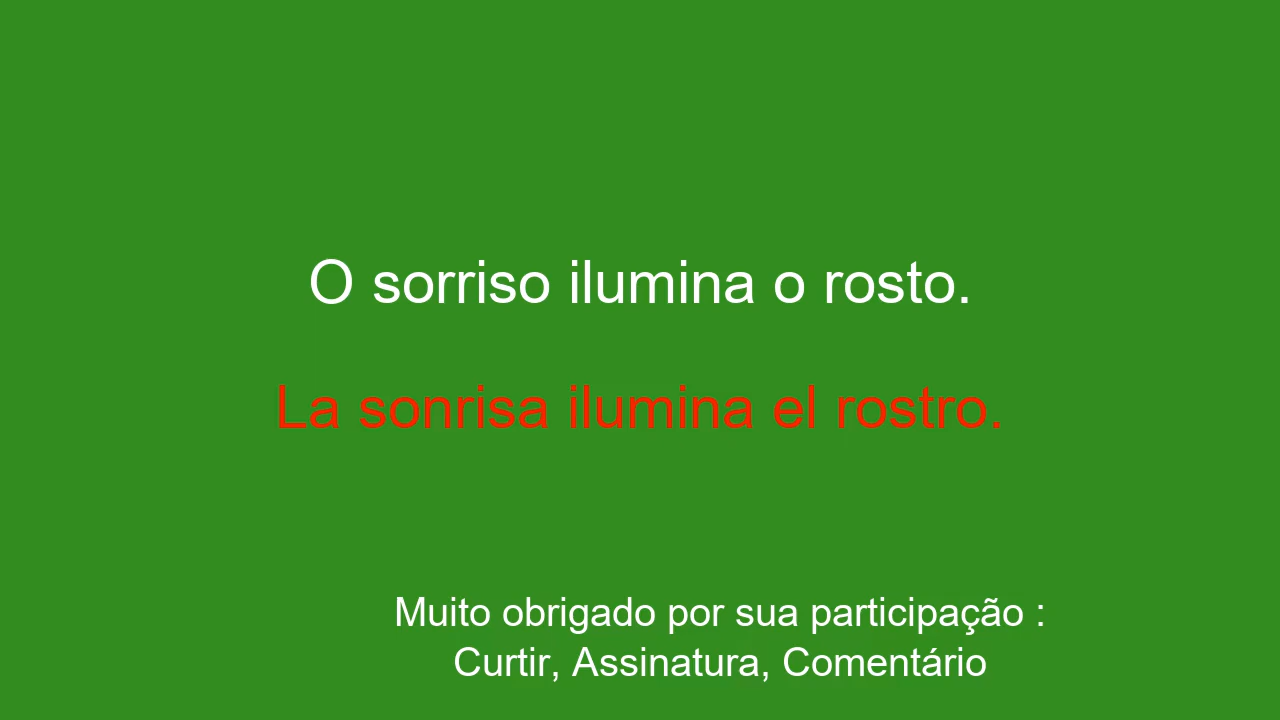 O sorriso ilumina o rosto.
La sonrisa ilumina el rostro.
Muito obrigado por sua participação :
Curtir, Assinatura, Comentário